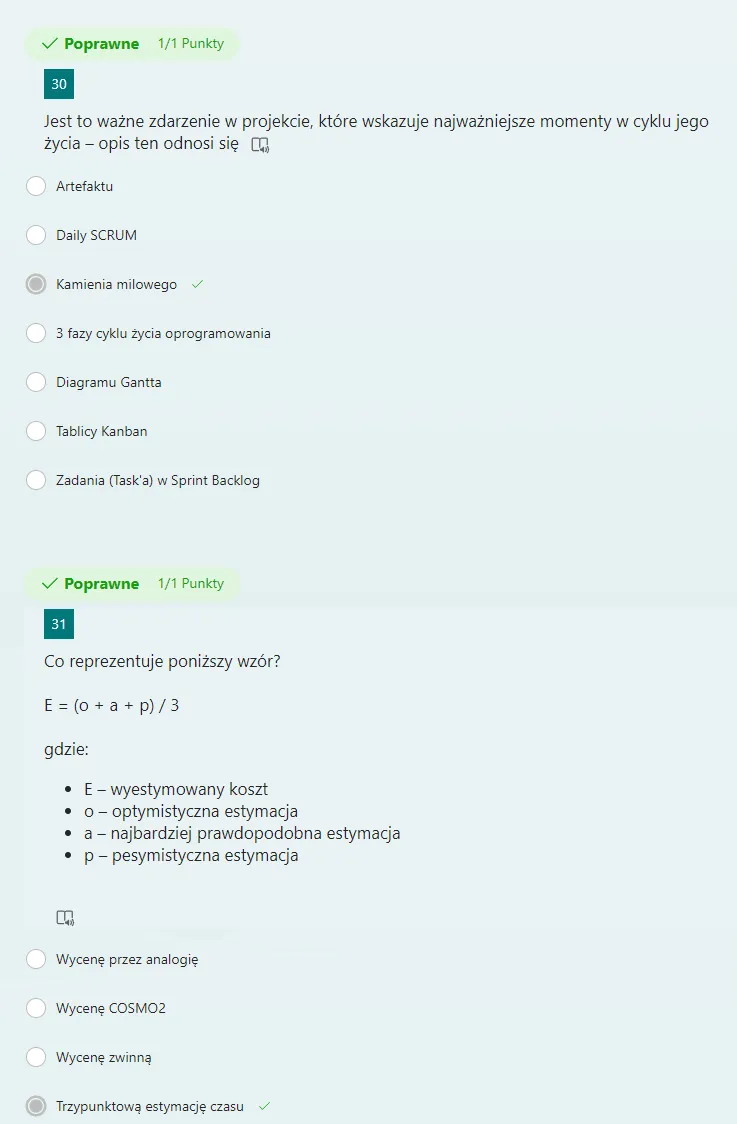 Poprawne 1/1 Punkty
30
Jest to ważne zdarzenie w projekcie, które wskazuje najważniejsze momenty w cyklu jego
życia – opis ten odnosi się
Artefaktu
Daily SCRUM
Kamienia milowego
3 fazy cyklu życia oprogramowania
Diagramu Gantta
Tablicy Kanban
Zadania (Task'a) w Sprint Backlog
Poprawne 1/1 Punkty
31
Co reprezentuje poniższy wzór?
E = (o + a + p) / 3
gdzie:
• E – wyestymowany koszt
• o – optymistyczna estymacja
• a – najbardziej prawdopodobna estymacja
• p – pesymistyczna estymacja
Wycenę przez analogię
Wycenę COSMO2
Wycenę zwinną
Trzypunktową estymację czasu